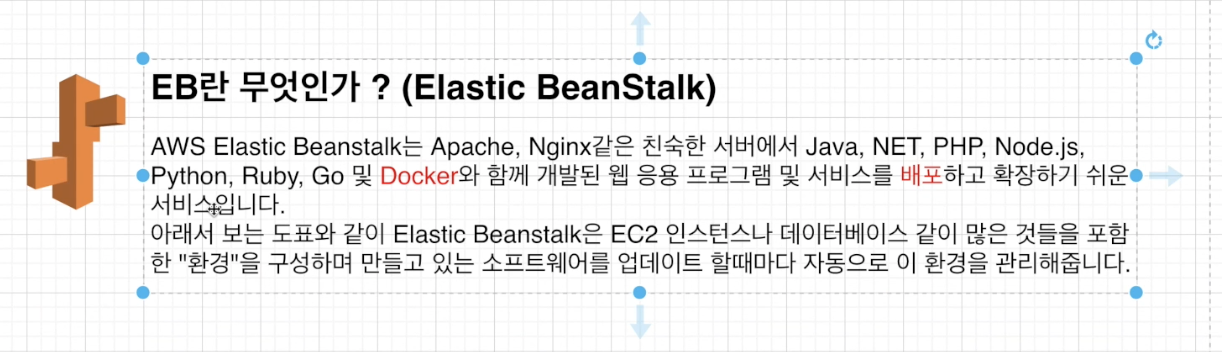 EB란 무엇인가 ? (Elastic BeanStalk)
AWS Elastic Beanstalk는 Apache, Nginx같은 친숙한 서버에서 Java, NET, PHP, Node.js,
Python, Ruby, Go 및 Docker와 함께 개발된 웹 응용 프로그램 및 서비스를 배포하고 확장하기 쉬운
서비스입니다.
아래서 보는 도표와 같이 Elastic Beanstalk은 EC2 인스턴스나 데이터베이스 같이 많은 것들을 포함
한 "환경"을 구성하며 만들고 있는 소프트웨어를 업데이트 할때마다 자동으로 이 환경을 관리해줍니다.